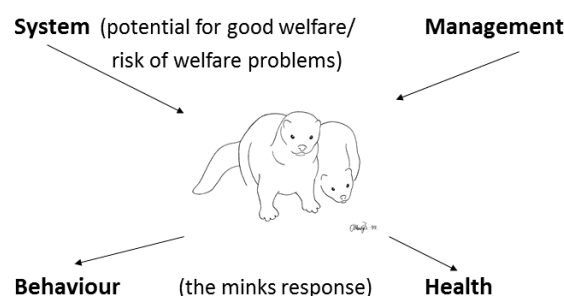 System (potential for good welfare/ Management
risk of welfare problems)
Behaviour (the minks response) Health